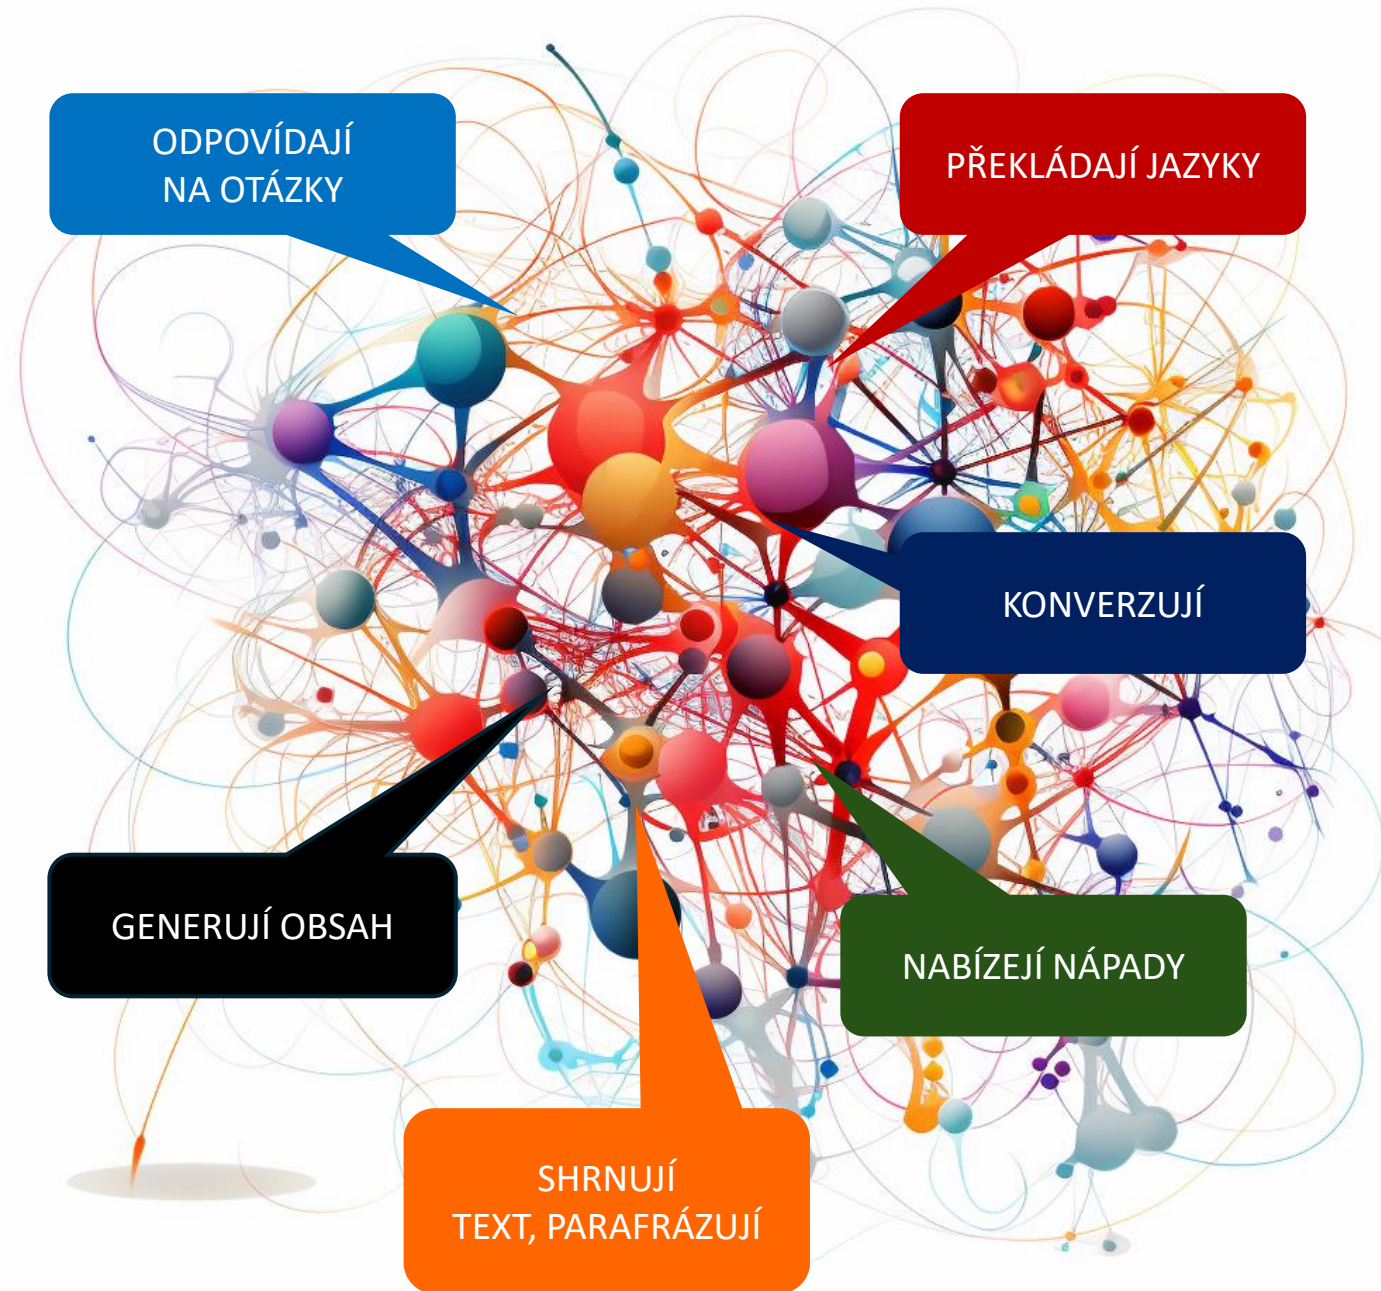 ODPOVÍDAJÍ
NA OTÁZKY
PŘEKLÁDAJÍ JAZYKY
KONVERZUJÍ
GENERUJÍ OBSAH
NABÍZEJÍ NÁPADY
SHRNUJÍ
TEXT, PARAFRÁZUJÍ